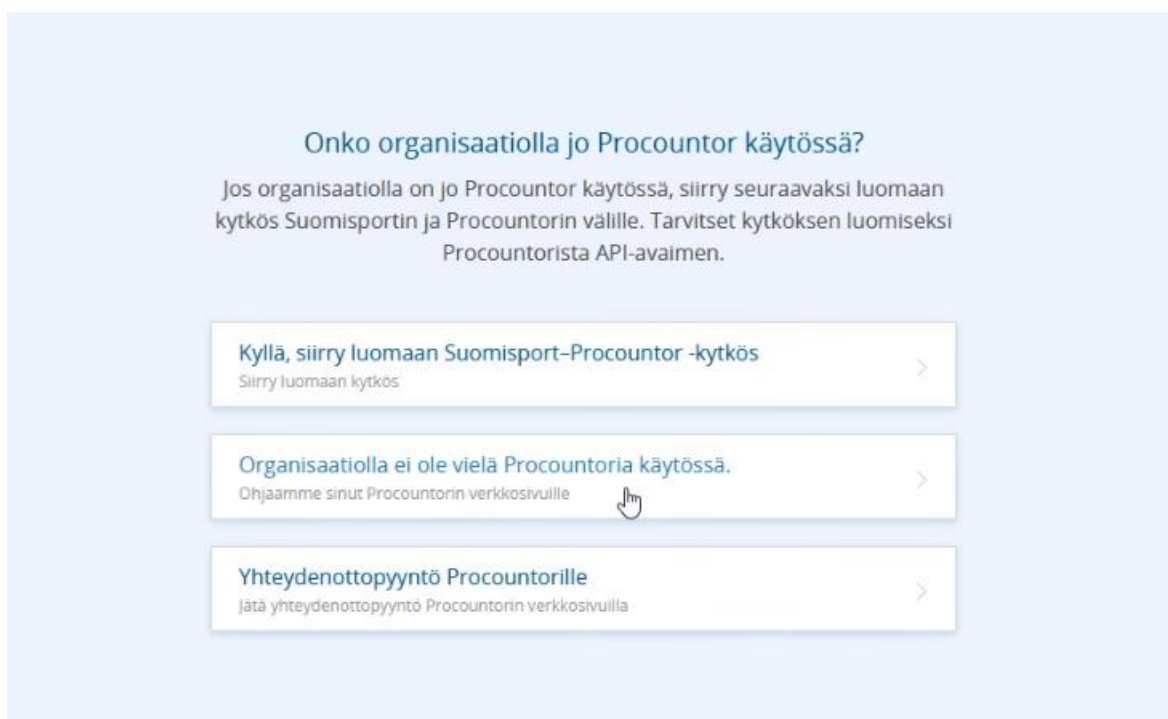 Onko organisaatiolla jo Procountor käytössä?
Jos organisaatiolla on jo Procountor käytössä, siirry seuraavaksi luomaan
kytkös Suomisportin ja Procountorin välille. Tarvitset kytköksen luomiseksi
Procountorista API-avaimen.
Kyllä, siirry luomaan Suomisport–Procountor -kytkös
Siirry luomaan kytkös
Organisaatiolla ei ole vielä Procountoria käytössä.
Ohjaamme sinut Procountorin verkkosivuille
Yhteydenottopyyntö Procountorille
Jätä yhteydenottopyyntö Procountorin verkkosivuilla